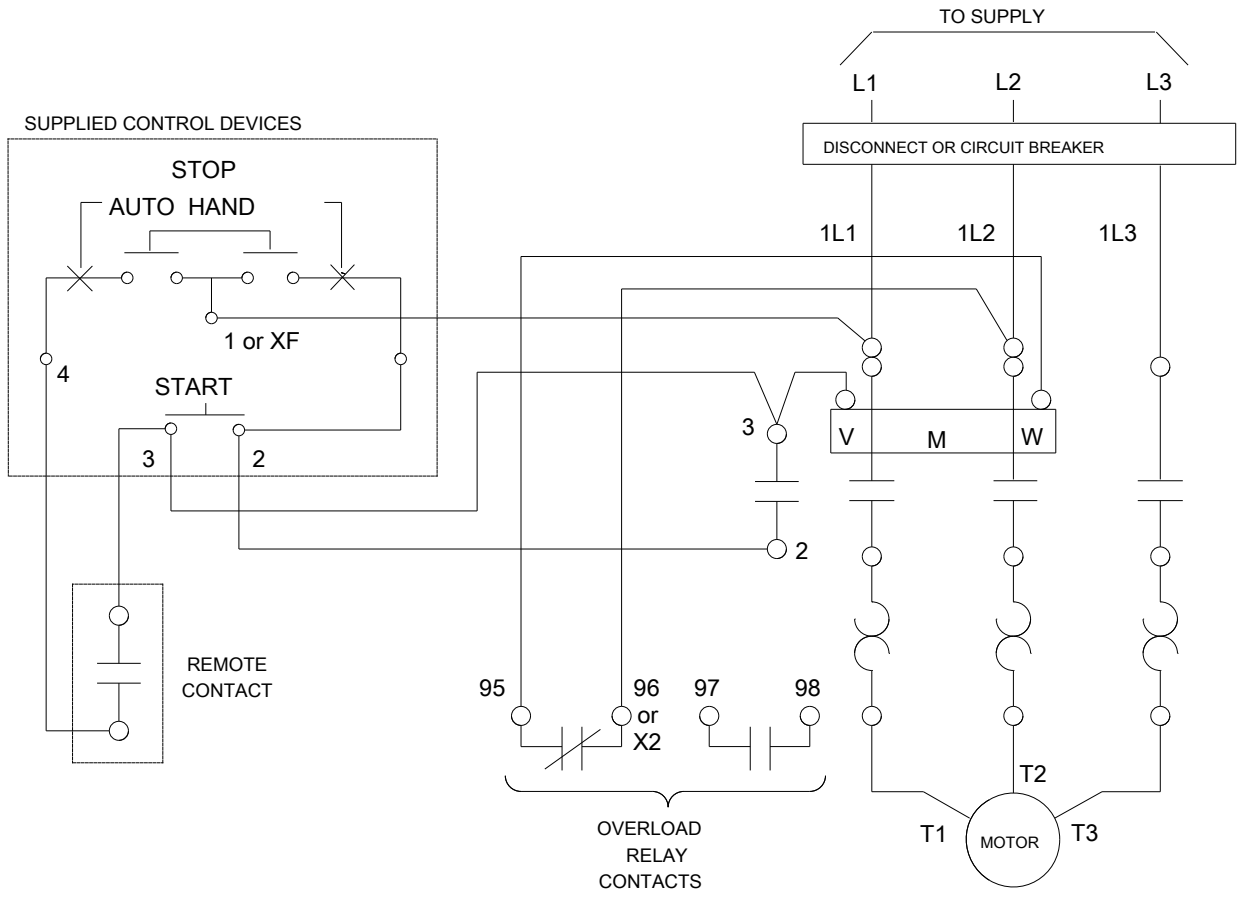 TO SUPPLY
L1 L2 L3
SUPPLIED CONTROL DEVICES
DISCONNECT OR CIRCUIT BREAKER
STOP
AUTO HAND
1L1 1L2 1L3
1 or XF
4
START
3 2
3
V M W
2
REMOTE
CONTACT
95 96 97 98
or
X2
T2
T1 MOTOR T3
OVERLOAD
RELAY
CONTACTS